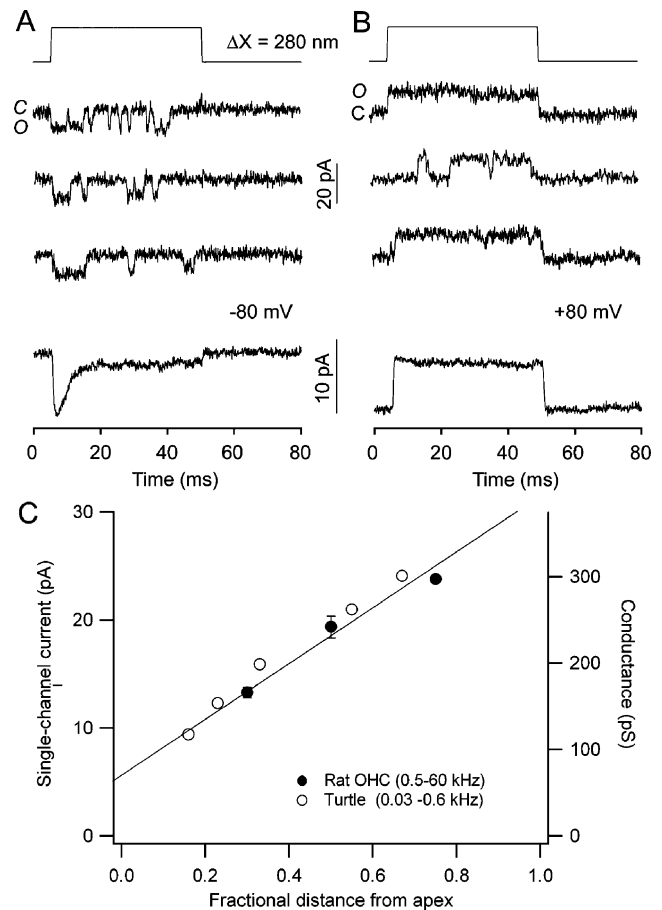 A
B
ΔX = 280 nm
C
O
O
C
20 pA
-80 mV
+80 mV
10 pA
0 20 40 60 80
0 20 40 60 80
Time (ms)
Time (ms)
C
30
20
10
0
Single-channel current (pA)
300
200
100
0
Conductance (pS)
Rat OHC (0.5-60 kHz)
Turtle (0.03 -0.6 kHz)
0.0 0.2 0.4 0.6 0.8 1.0
Fractional distance from apex